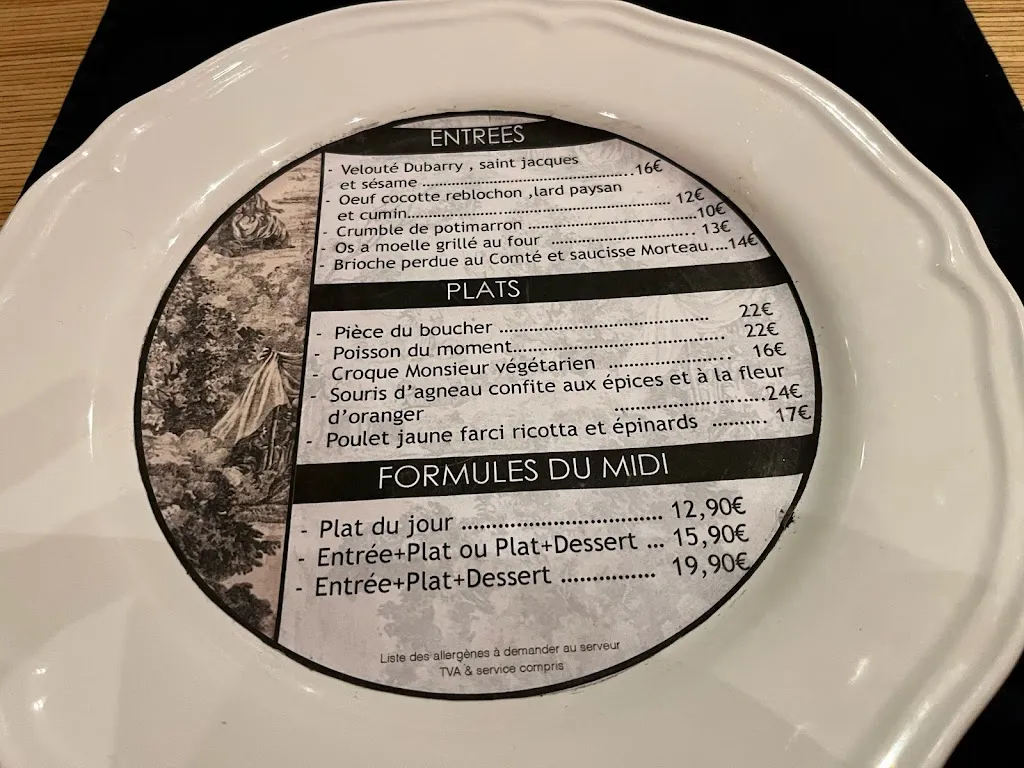 ENTREES
- Velouté Dubarry , saint jacques
et sésame ........................................ 16€
- Oeuf cocotte reblochon ,lard paysan
et cumin.................................................. 12€
- Crumble de potimarron ...............................10€
- Os a moelle grillé au four ........................... 13€
- Brioche perdue au Comté et saucisse Morteau....14€
PLATS
- Pièce du boucher ........................................ 22€
- Poisson du moment........................................ 22€
- Croque Monsieur végétarien ....................... 16€
- Souris d'agneau confite aux épices et à la fleur
d'oranger ..............................24€
- Poulet jaune farci ricotta et épinards .......... 17€
FORMULES DU MIDI
- Plat du jour ................................ 12,90€
- Entrée+Plat ou Plat+Dessert ... 15,90€
- Entrée+Plat+Dessert ............... 19,90€
Liste des allergènes à demander au serveur
TVA & service compris